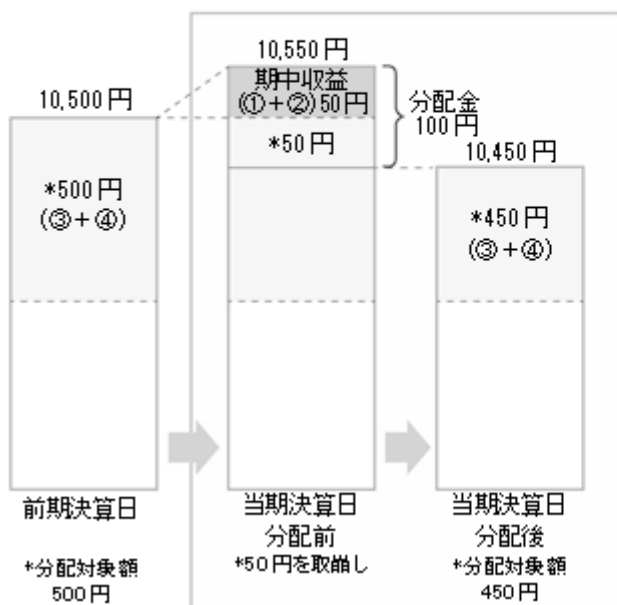 10,500円
*500円
(③+④)
前期決算日
*分配対象額
500円
10,550円
期中収益
(①+②)50円
*50円
分配金
100円
当期決算日
分配前
*50円を取崩し
10,450円
*450円
(③+④)
当期決算日
分配後
*分配対象額
450円